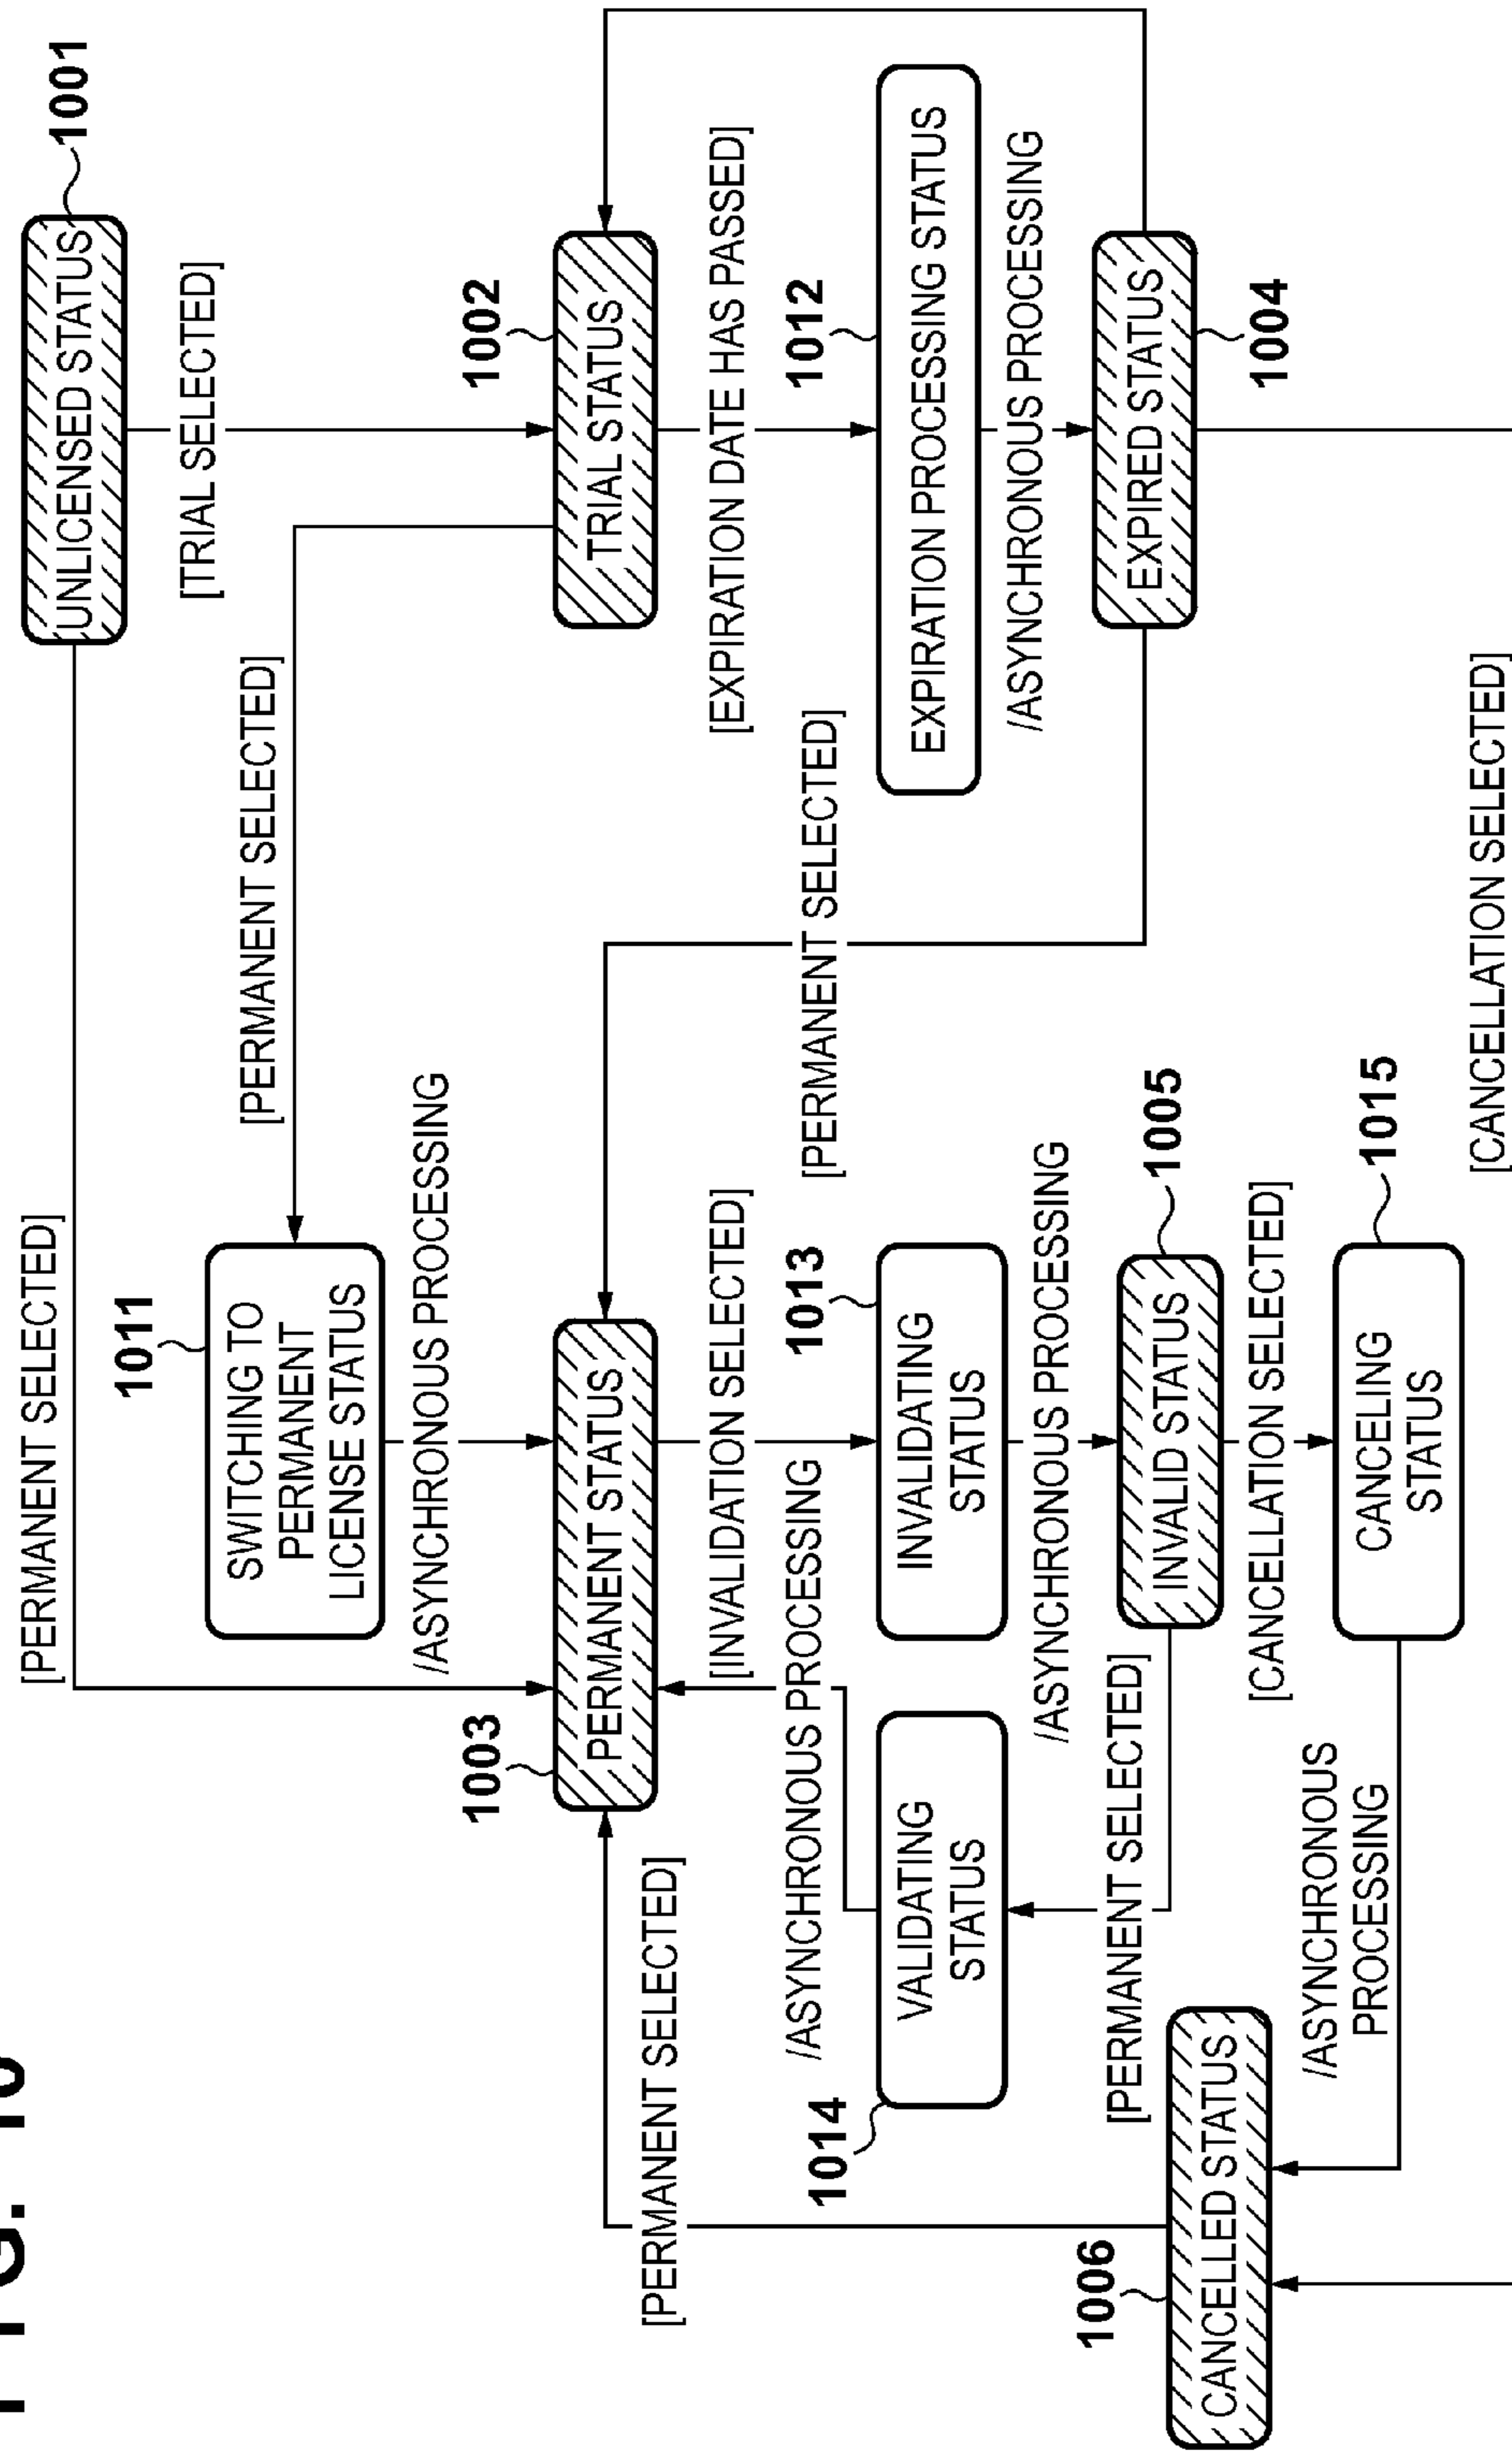 FIG. 10
[PERMANENT SELECTED]
UNLICENSED STATUS
1001
1011
[TRIAL SELECTED]
SWITCHING TO
PERMANENT
LICENSE STATUS
[PERMANENT SELECTED]
/ASYNCHRONOUS PROCESSING
1003
1002
PERMANENT STATUS
TRIAL STATUS
[PERMANENT SELECTED]
[INVALIDATION SELECTED]
[EXPIRATION DATE HAS PASSED]
/ASYNCHRONOUS PROCESSING
1013
[PERMANENT SELECTED]
1012
1014
VALIDATING
STATUS
INVALIDATING
STATUS
EXPIRATION PROCESSING STATUS
/ASYNCHRONOUS PROCESSING
/ASYNCHRONOUS PROCESSING
1006
[PERMANENT SELECTED]
INVALID STATUS
1005
EXPIRED STATUS
CANCELLED STATUS
[CANCELLATION SELECTED]
1004
/ASYNCHRONOUS
PROCESSING
CANCELING
STATUS
1015
[CANCELLATION SELECTED]